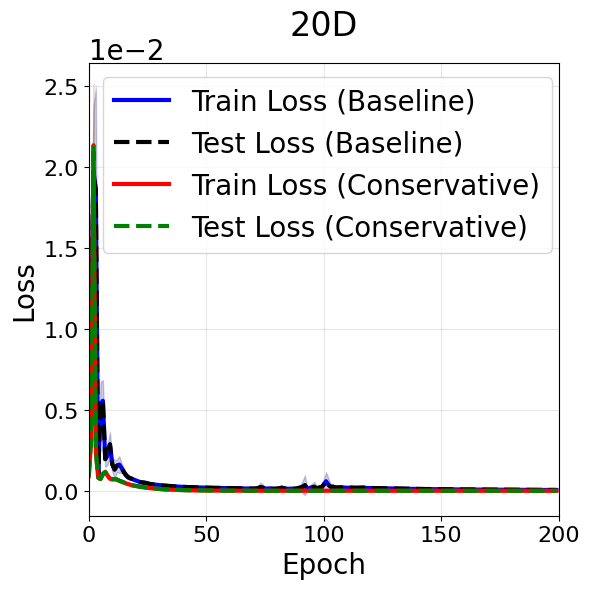 20D
1e−2
2.5
2.0
1.5
1.0
0.5
0.0
Loss
Train Loss (Baseline)
Test Loss (Baseline)
Train Loss (Conservative)
Test Loss (Conservative)
0
50
100
150
200
Epoch